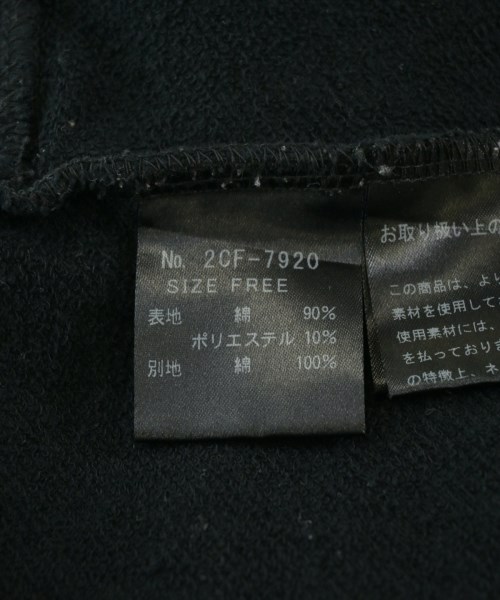 No. 2CF-7920
SIZE FREE
表地 綿 90%
ポリエステル 10%
別地 綿 100%
お取り扱い上の
この商品は、よい
素材を使用して
使用素材には、
を払っておりま
の特徴上、ネ